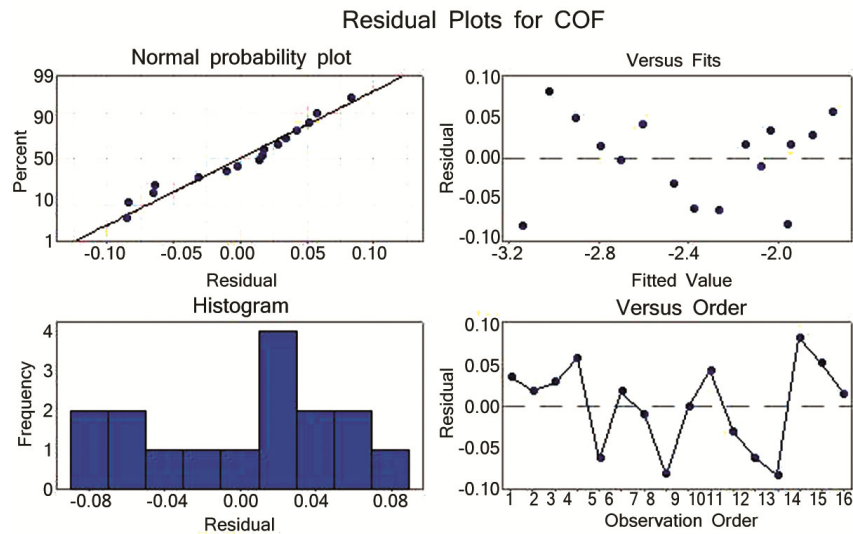 Residual Plots for COF
Normal probability plot
99
90
50
10
1
Percent
-0.10 -0.05 0.00 0.05 0.10
Residual
Versus Fits
0.10
0.05
0.00
-0.05
-0.10
Residual
-3.2 -2.8 -2.4 -2.0
Fitted Value
Histogram
4
3
2
1
0
Frequency
-0.08 -0.04 0.00 0.04 0.08
Residual
Versus Order
0.10
0.05
0.00
-0.05
-0.10
Residual
1 2 3 4 5 6 7 8 9 10 11 12 13 14 15 16
Observation Order